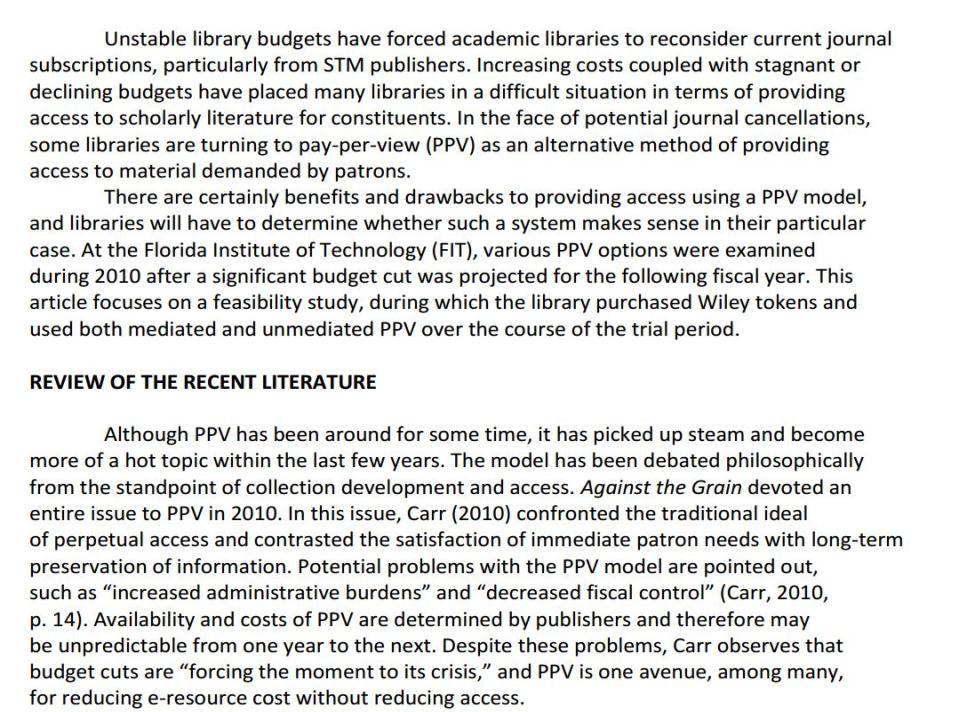 Unstable library budgets have forced academic libraries to reconsider current journal
subscriptions, particularly from STM publishers. Increasing costs coupled with stagnant or
declining budgets have placed many libraries in a difficult situation in terms of providing
access to scholarly literature for constituents. In the face of potential journal cancellations,
some libraries are turning to pay-per-view (PPV) as an alternative method of providing
access to material demanded by patrons.
There are certainly benefits and drawbacks to providing access using a PPV model,
and libraries will have to determine whether such a system makes sense in their particular
case. At the Florida Institute of Technology (FIT), various PPV options were examined
during 2010 after a significant budget cut was projected for the following fiscal year. This
article focuses on a feasibility study, during which the library purchased Wiley tokens and
used both mediated and unmediated PPV over the course of the trial period.
REVIEW OF THE RECENT LITERATURE
Although PPV has been around for some time, it has picked up steam and become
more of a hot topic within the last few years. The model has been debated philosophically
from the standpoint of collection development and access. Against the Grain devoted an
entire issue to PPV in 2010. In this issue, Carr (2010) confronted the traditional ideal
of perpetual access and contrasted the satisfaction of immediate patron needs with long-term
preservation of information. Potential problems with the PPV model are pointed out,
such as “increased administrative burdens” and “decreased fiscal control” (Carr, 2010,
p. 14). Availability and costs of PPV are determined by publishers and therefore may
be unpredictable from one year to the next. Despite these problems, Carr observes that
budget cuts are “forcing the moment to its crisis,” and PPV is one avenue, among many,
for reducing e-resource cost without reducing access.